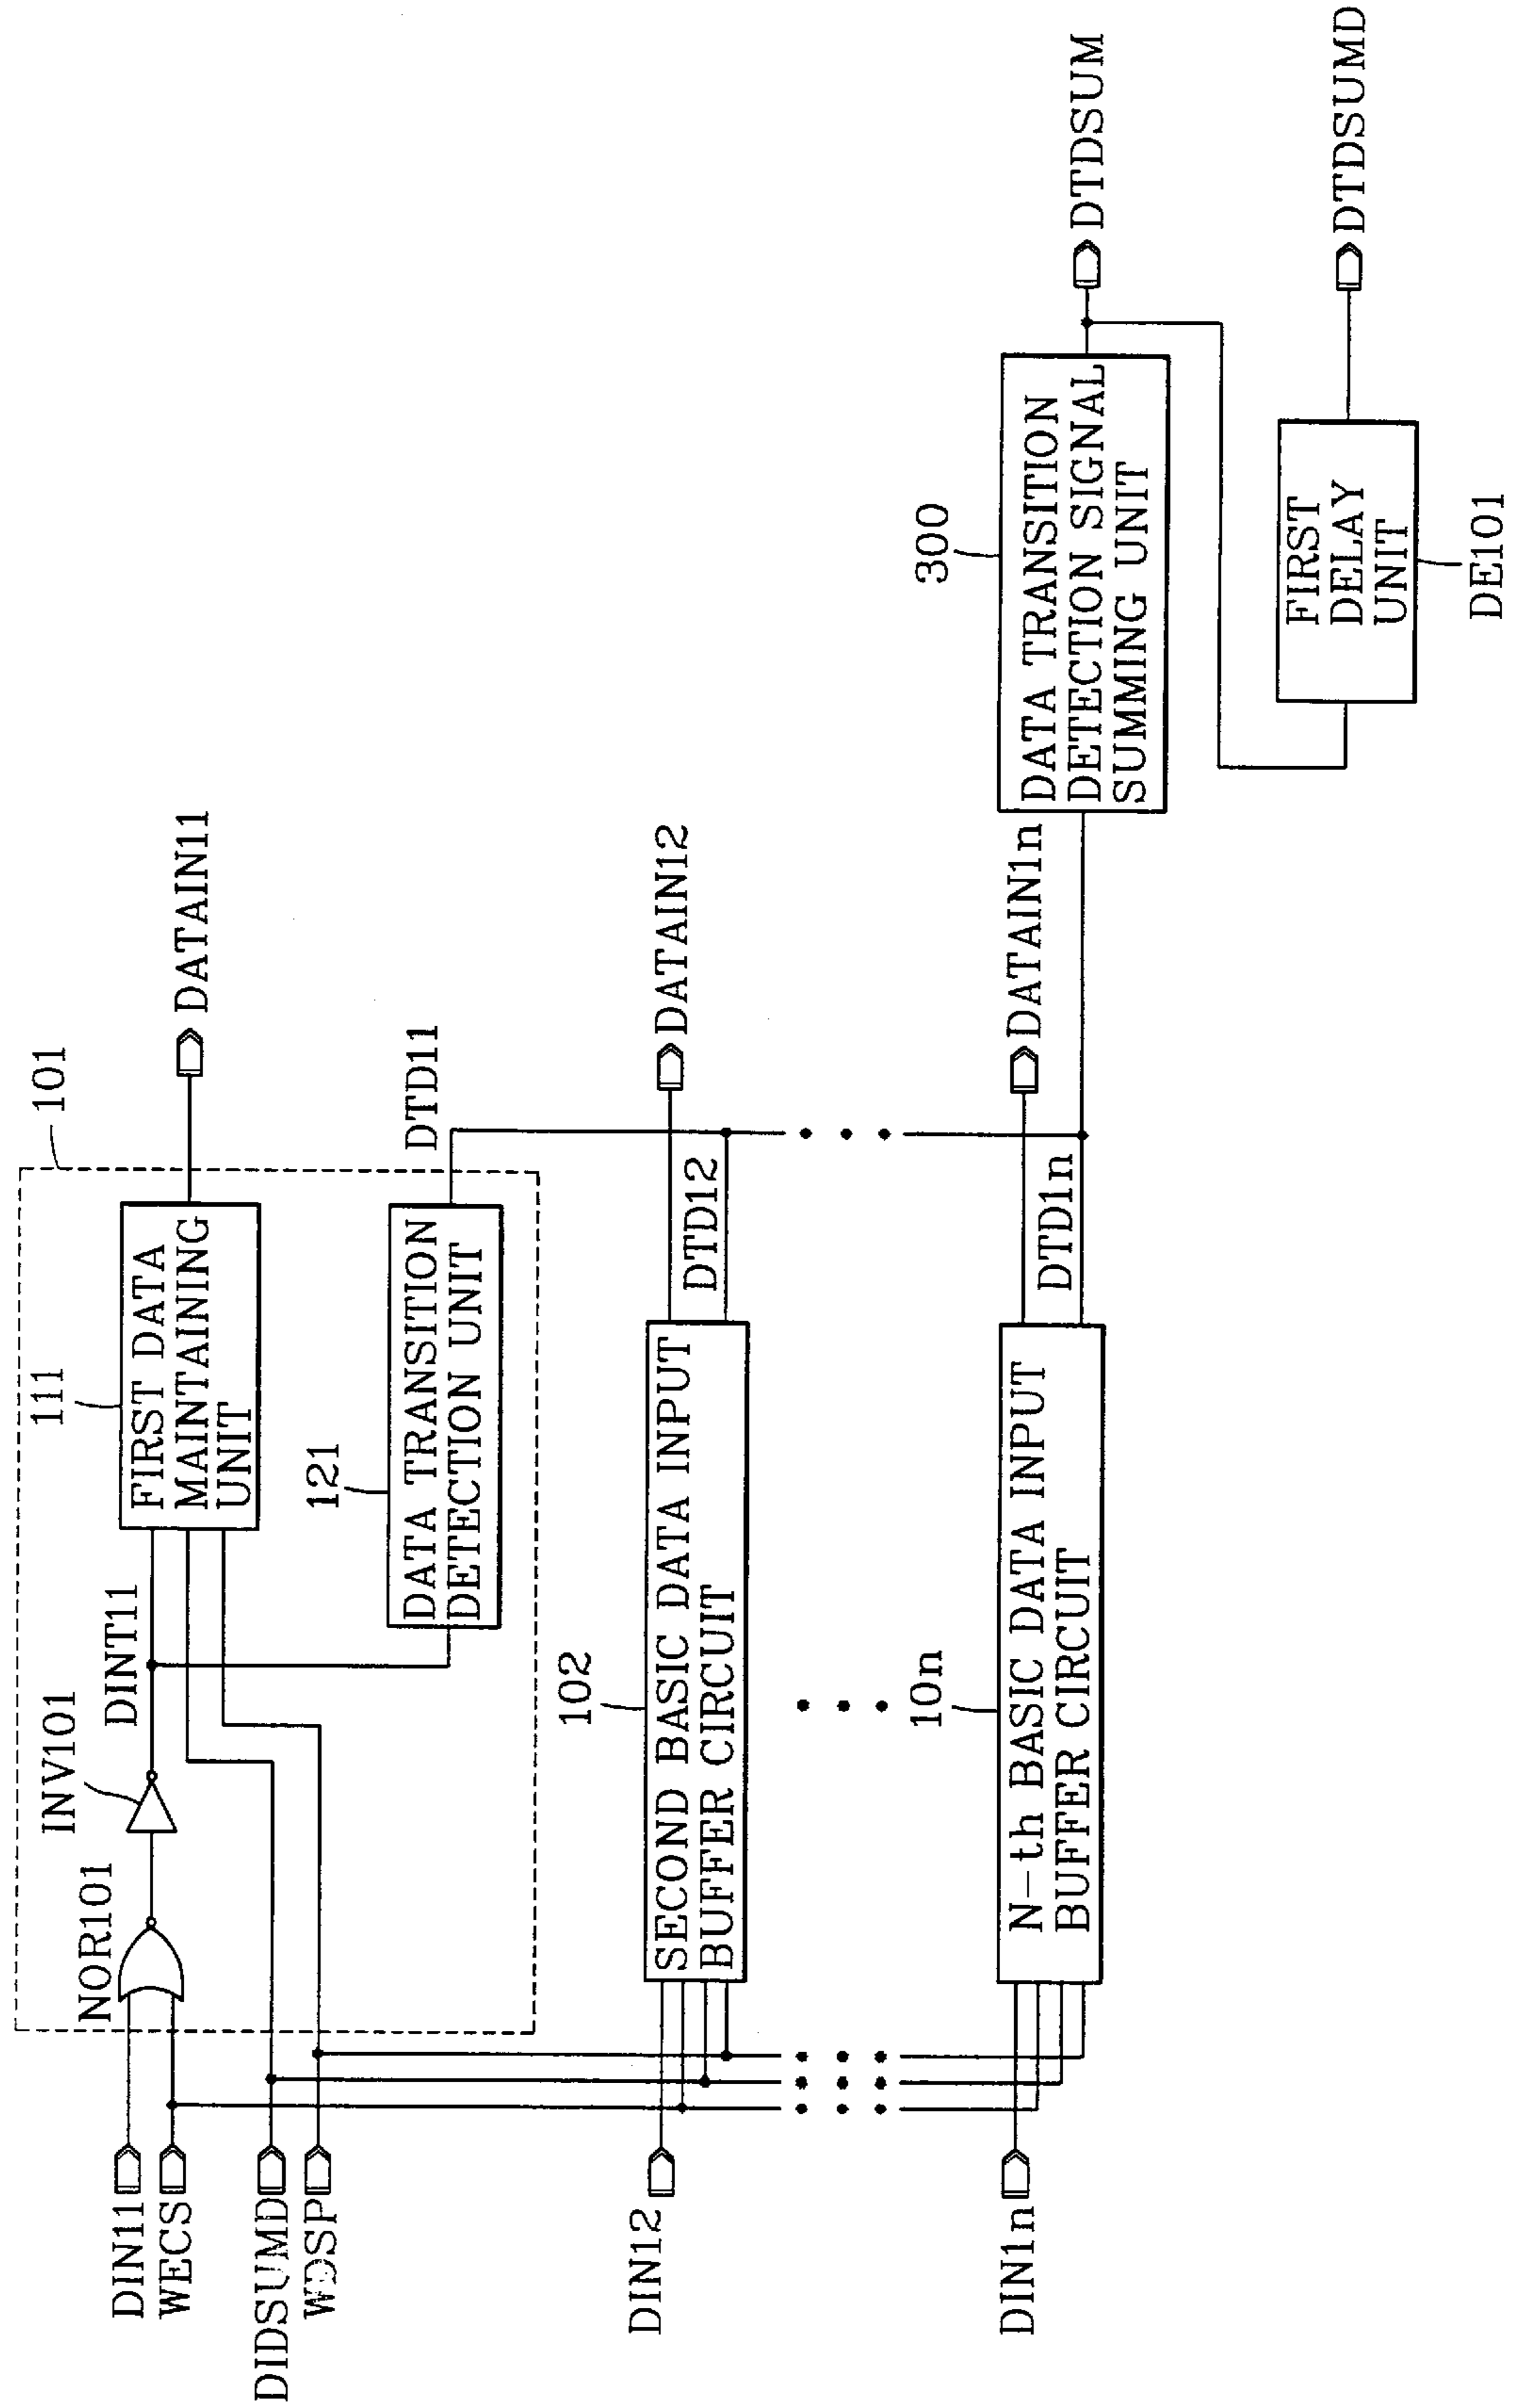 DIN11
WECS
DIDSUMD
WDSP
NOR101
INV101
DINT11
111
FIRST DATA
MAINTAINING
UNIT
101
DATAIN11
121
DATA TRANSITION
DETECTION UNIT
DTD11
DIN12
102
SECOND BASIC DATA INPUT
BUFFER CIRCUIT
DTD12
DATAIN12
DIN1n
10n
N-th BASIC DATA INPUT
BUFFER CIRCUIT
DTD1n
DATAIN1n
300
DATA TRANSITION
DETECTION SIGNAL
SUMMING UNIT
DTDSUM
FIRST
DELAY
UNIT
DE101
DTDSUMD